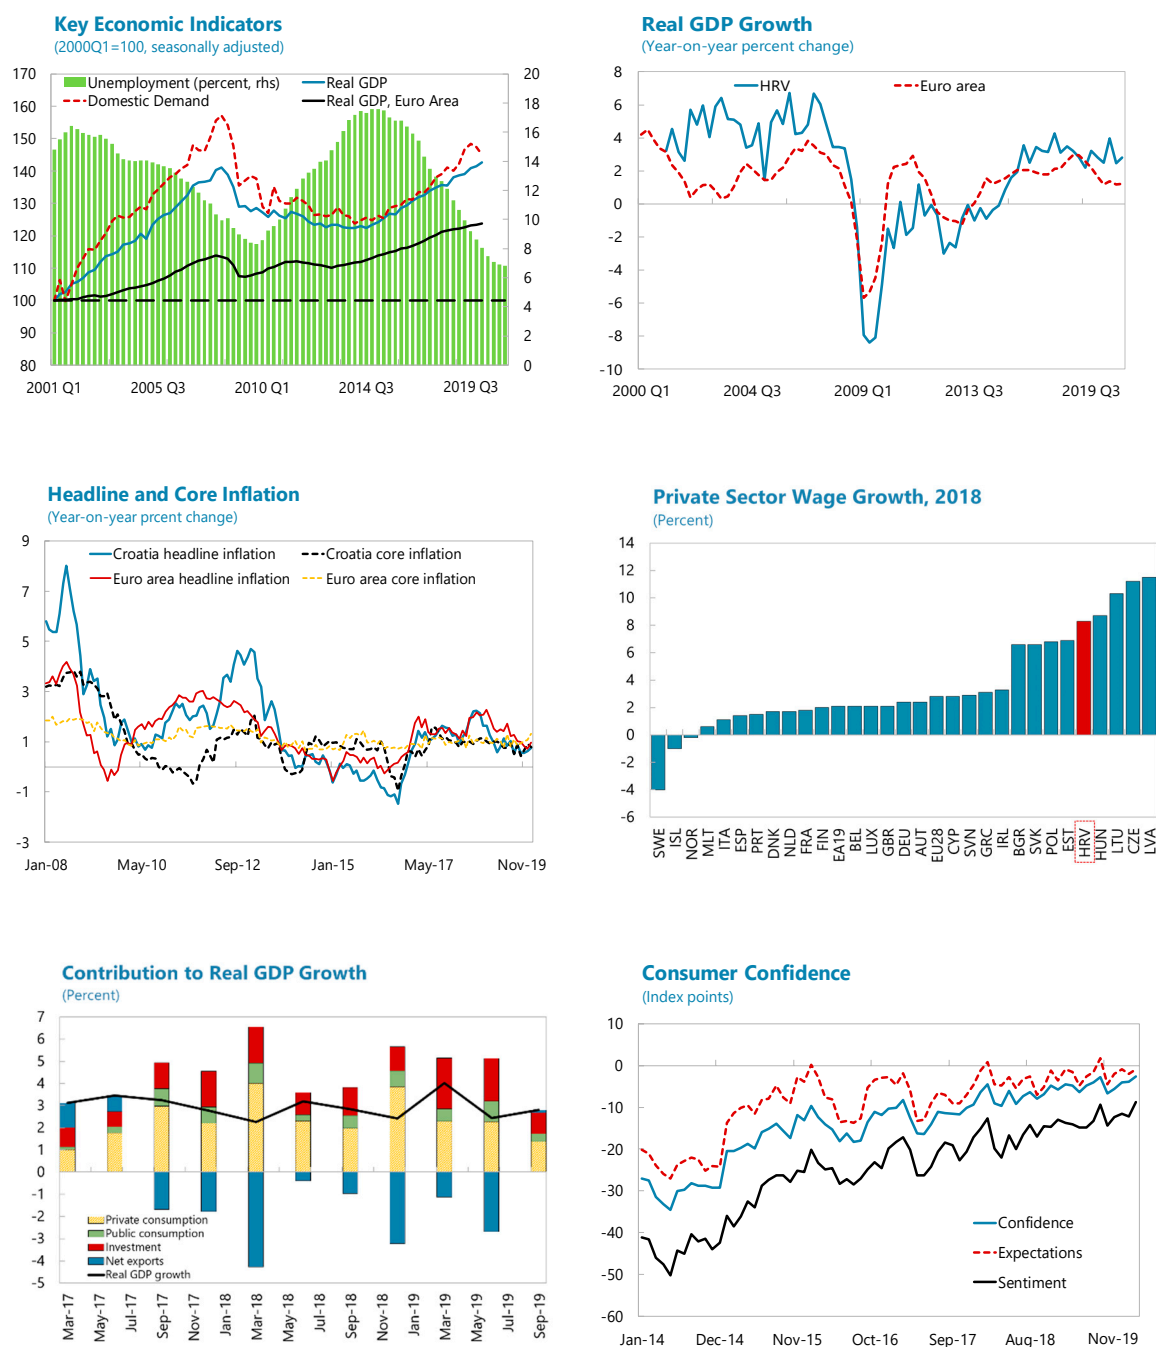 Key Economic Indicators
(2000Q1=100, seasonally adjusted)
170
160
150
140
130
120
110
100
90
80
20
18
16
14
12
10
8
6
4
2
0
Unemployment (percent, rhs)
Real GDP
Domestic Demand
Real GDP, Euro Area
2001 Q1
2005 Q3
2010 Q1
2014 Q3
2019 Q3
Real GDP Growth
(Year-on-year percent change)
8
6
4
2
0
-2
-4
-6
-8
-10
HRV
Euro area
2000 Q1
2004 Q3
2009 Q1
2013 Q3
2019 Q3
Headline and Core Inflation
(Year-on-year prcent change)
9
7
5
3
1
-1
-3
Croatia headline inflation
Croatia core inflation
Euro area headline inflation
Euro area core inflation
Jan-08
May-10
Sep-12
Jan-15
May-17
Nov-19
Private Sector Wage Growth, 2018
(Percent)
14
12
10
8
6
4
2
0
-2
-4
-6
SWE
ISL
NOR
MLT
ITA
ESP
PRT
DNK
NLD
FRA
FIN
EA19
BEL
LUX
GBR
DEU
AUT
EU28
CYP
SVN
GRC
IRL
BGR
SVK
POL
EST
HRV
HUN
LTU
CZE
LVA
Contribution to Real GDP Growth
(Percent)
7
6
5
4
3
2
1
0
-1
-2
-3
-4
-5
Private consumption
Public consumption
Investment
Net exports
Real GDP growth
Mar-17
May-17
Jul-17
Sep-17
Nov-17
Jan-18
Mar-18
May-18
Jul-18
Sep-18
Nov-18
Jan-19
Mar-19
May-19
Jul-19
Sep-19
Consumer Confidence
(Index points)
10
0
-10
-20
-30
-40
-50
-60
Confidence
Expectations
Sentiment
Jan-14
Dec-14
Nov-15
Oct-16
Sep-17
Aug-18
Nov-19